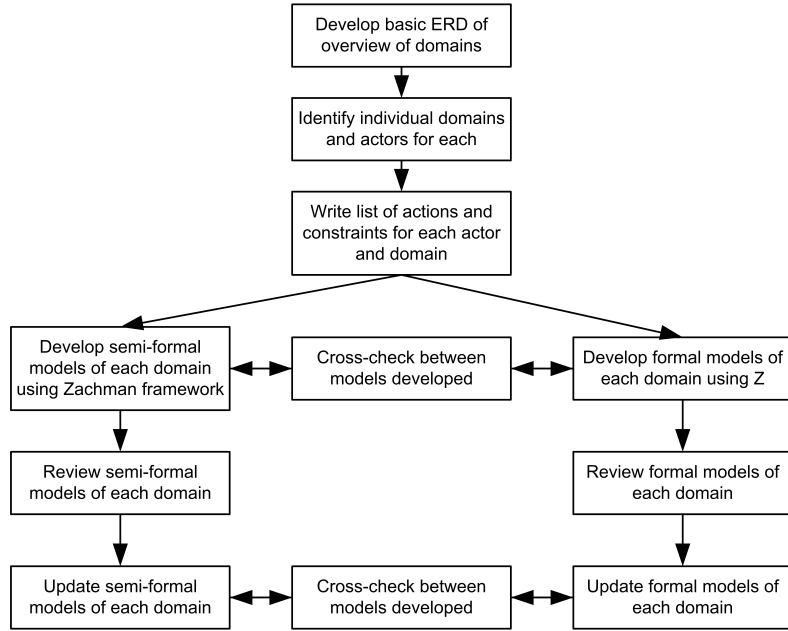 Develop basic ERD of
overview of domains
Identify individual domains
and actors for each
Write list of actions and
constraints for each actor
and domain
Develop semi-formal
models of each domain
using Zachman framework
Cross-check between
models developed
Develop formal models of
each domain using Z
Review semi-formal
models of each domain
Review formal models of
each domain
Update semi-formal
models of each domain
Cross-check between
models developed
Update formal models of
each domain